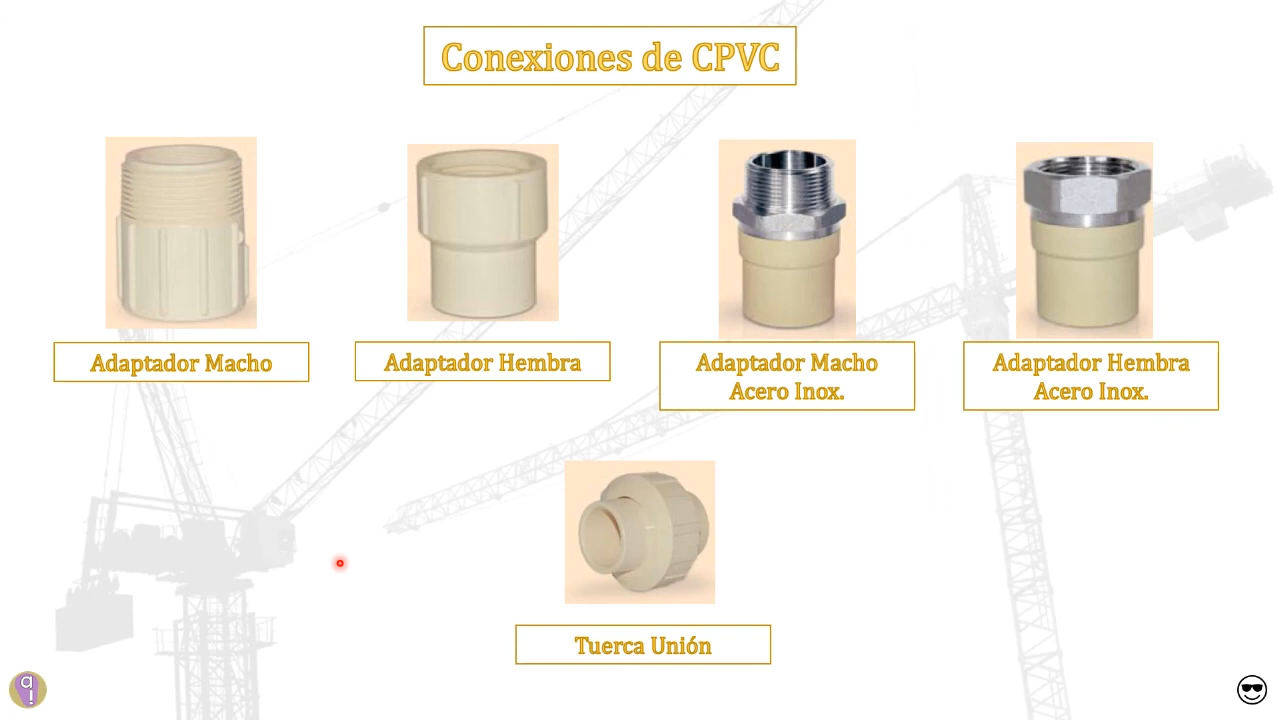 Conexiones de CPVC
Adaptador Macho
Adaptador Hembra
Adaptador Macho
Acero Inox.
Adaptador Hembra
Acero Inox.
Tuerca Unión
q!